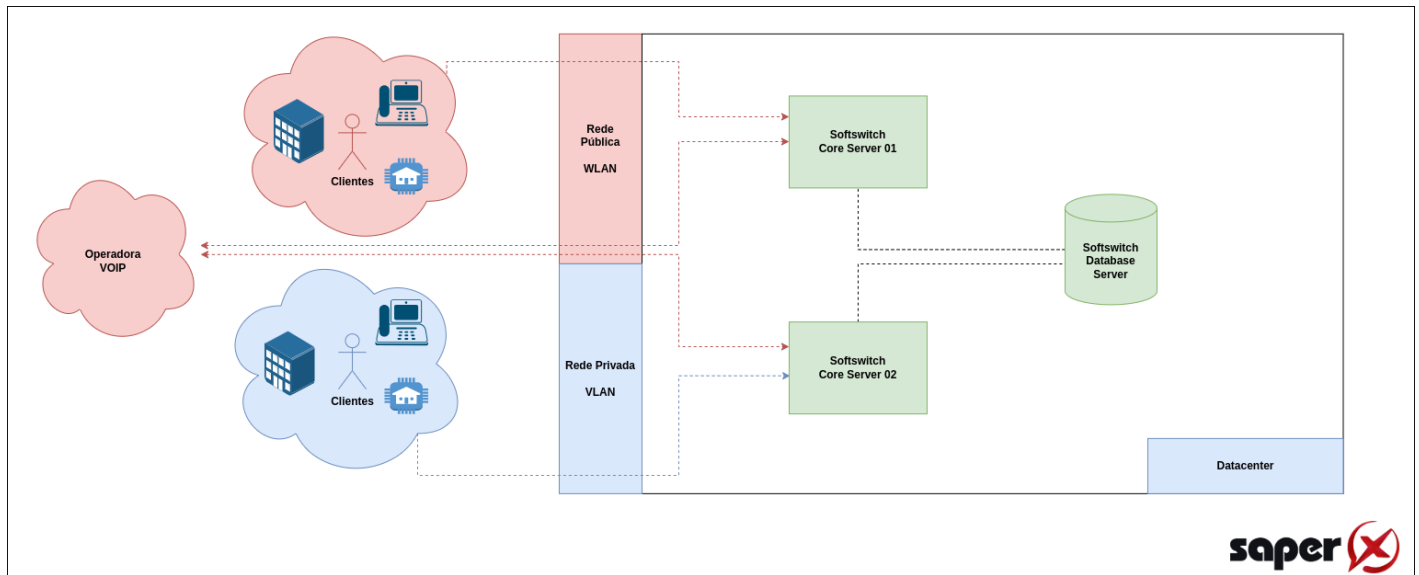 Clientes
Rede
Pública
WLAN
Softswitch
Core Server 01
Operadora
VOIP
Softswitch
Database
Server
Clientes
Rede Privada
VLAN
Softswitch
Core Server 02
Datacenter
saper X